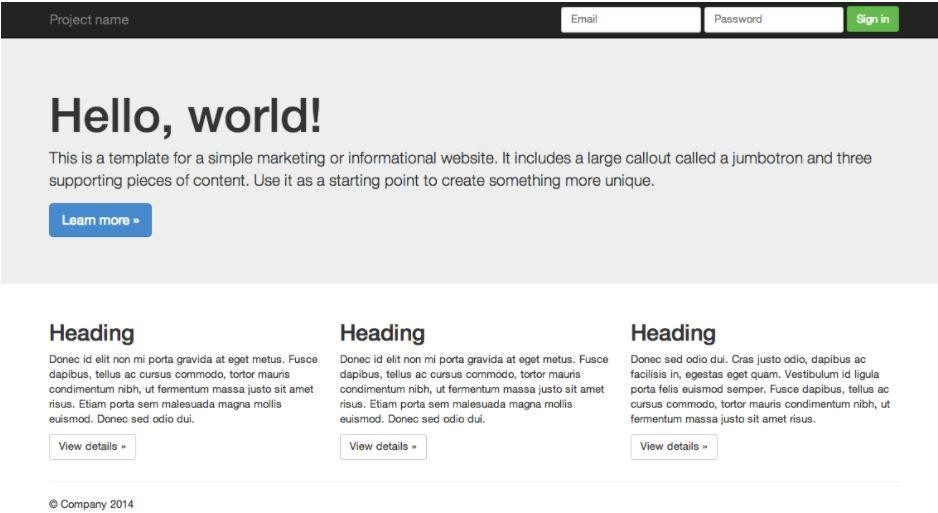 Project name
Email
Password
Sign in
Hello, world!
This is a template for a simple marketing or informational website. It includes a large callout called a jumbotron and three
supporting pieces of content. Use it as a starting point to create something more unique.
Learn more »
Heading
Donec id elit non mi porta gravida at eget metus. Fusce
dapibus, tellus ac cursus commodo, tortor mauris
condimentum nibh, ut fermentum massa justo sit amet
risus. Etiam porta sem malesuada magna mollis
euismod. Donec sed odio dui.
View details »
Heading
Donec id elit non mi porta gravida at eget metus. Fusce
dapibus, tellus ac cursus commodo, tortor mauris
condimentum nibh, ut fermentum massa justo sit amet
risus. Etiam porta sem malesuada magna mollis
euismod. Donec sed odio dui.
View details »
Heading
Donec sed odio dui. Cras justo odio, dapibus ac
facilisis in, egestas eget quam. Vestibulum id ligula
porta felis euismod semper. Fusce dapibus, tellus ac
cursus commodo, tortor mauris condimentum nibh, ut
fermentum massa justo sit amet risus.
View details »
© Company 2014